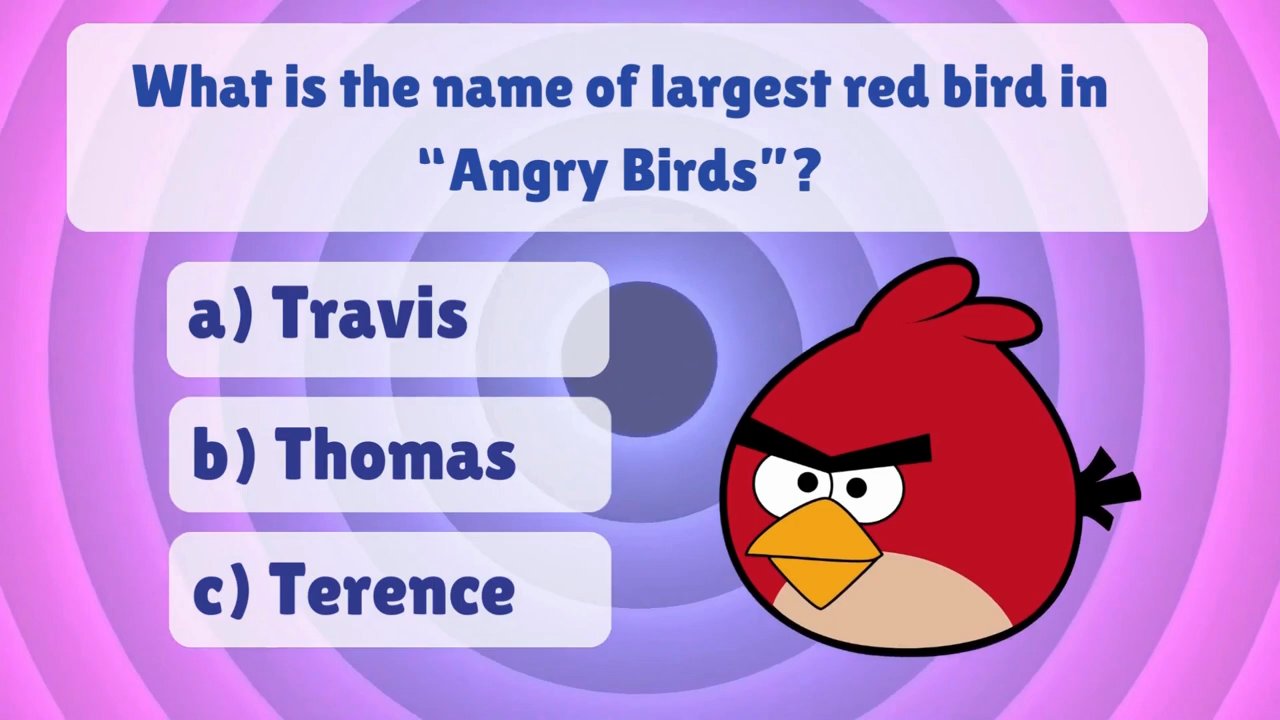 What is the name of largest red bird in
“Angry Birds”?
a) Travis
b) Thomas
c) Terence